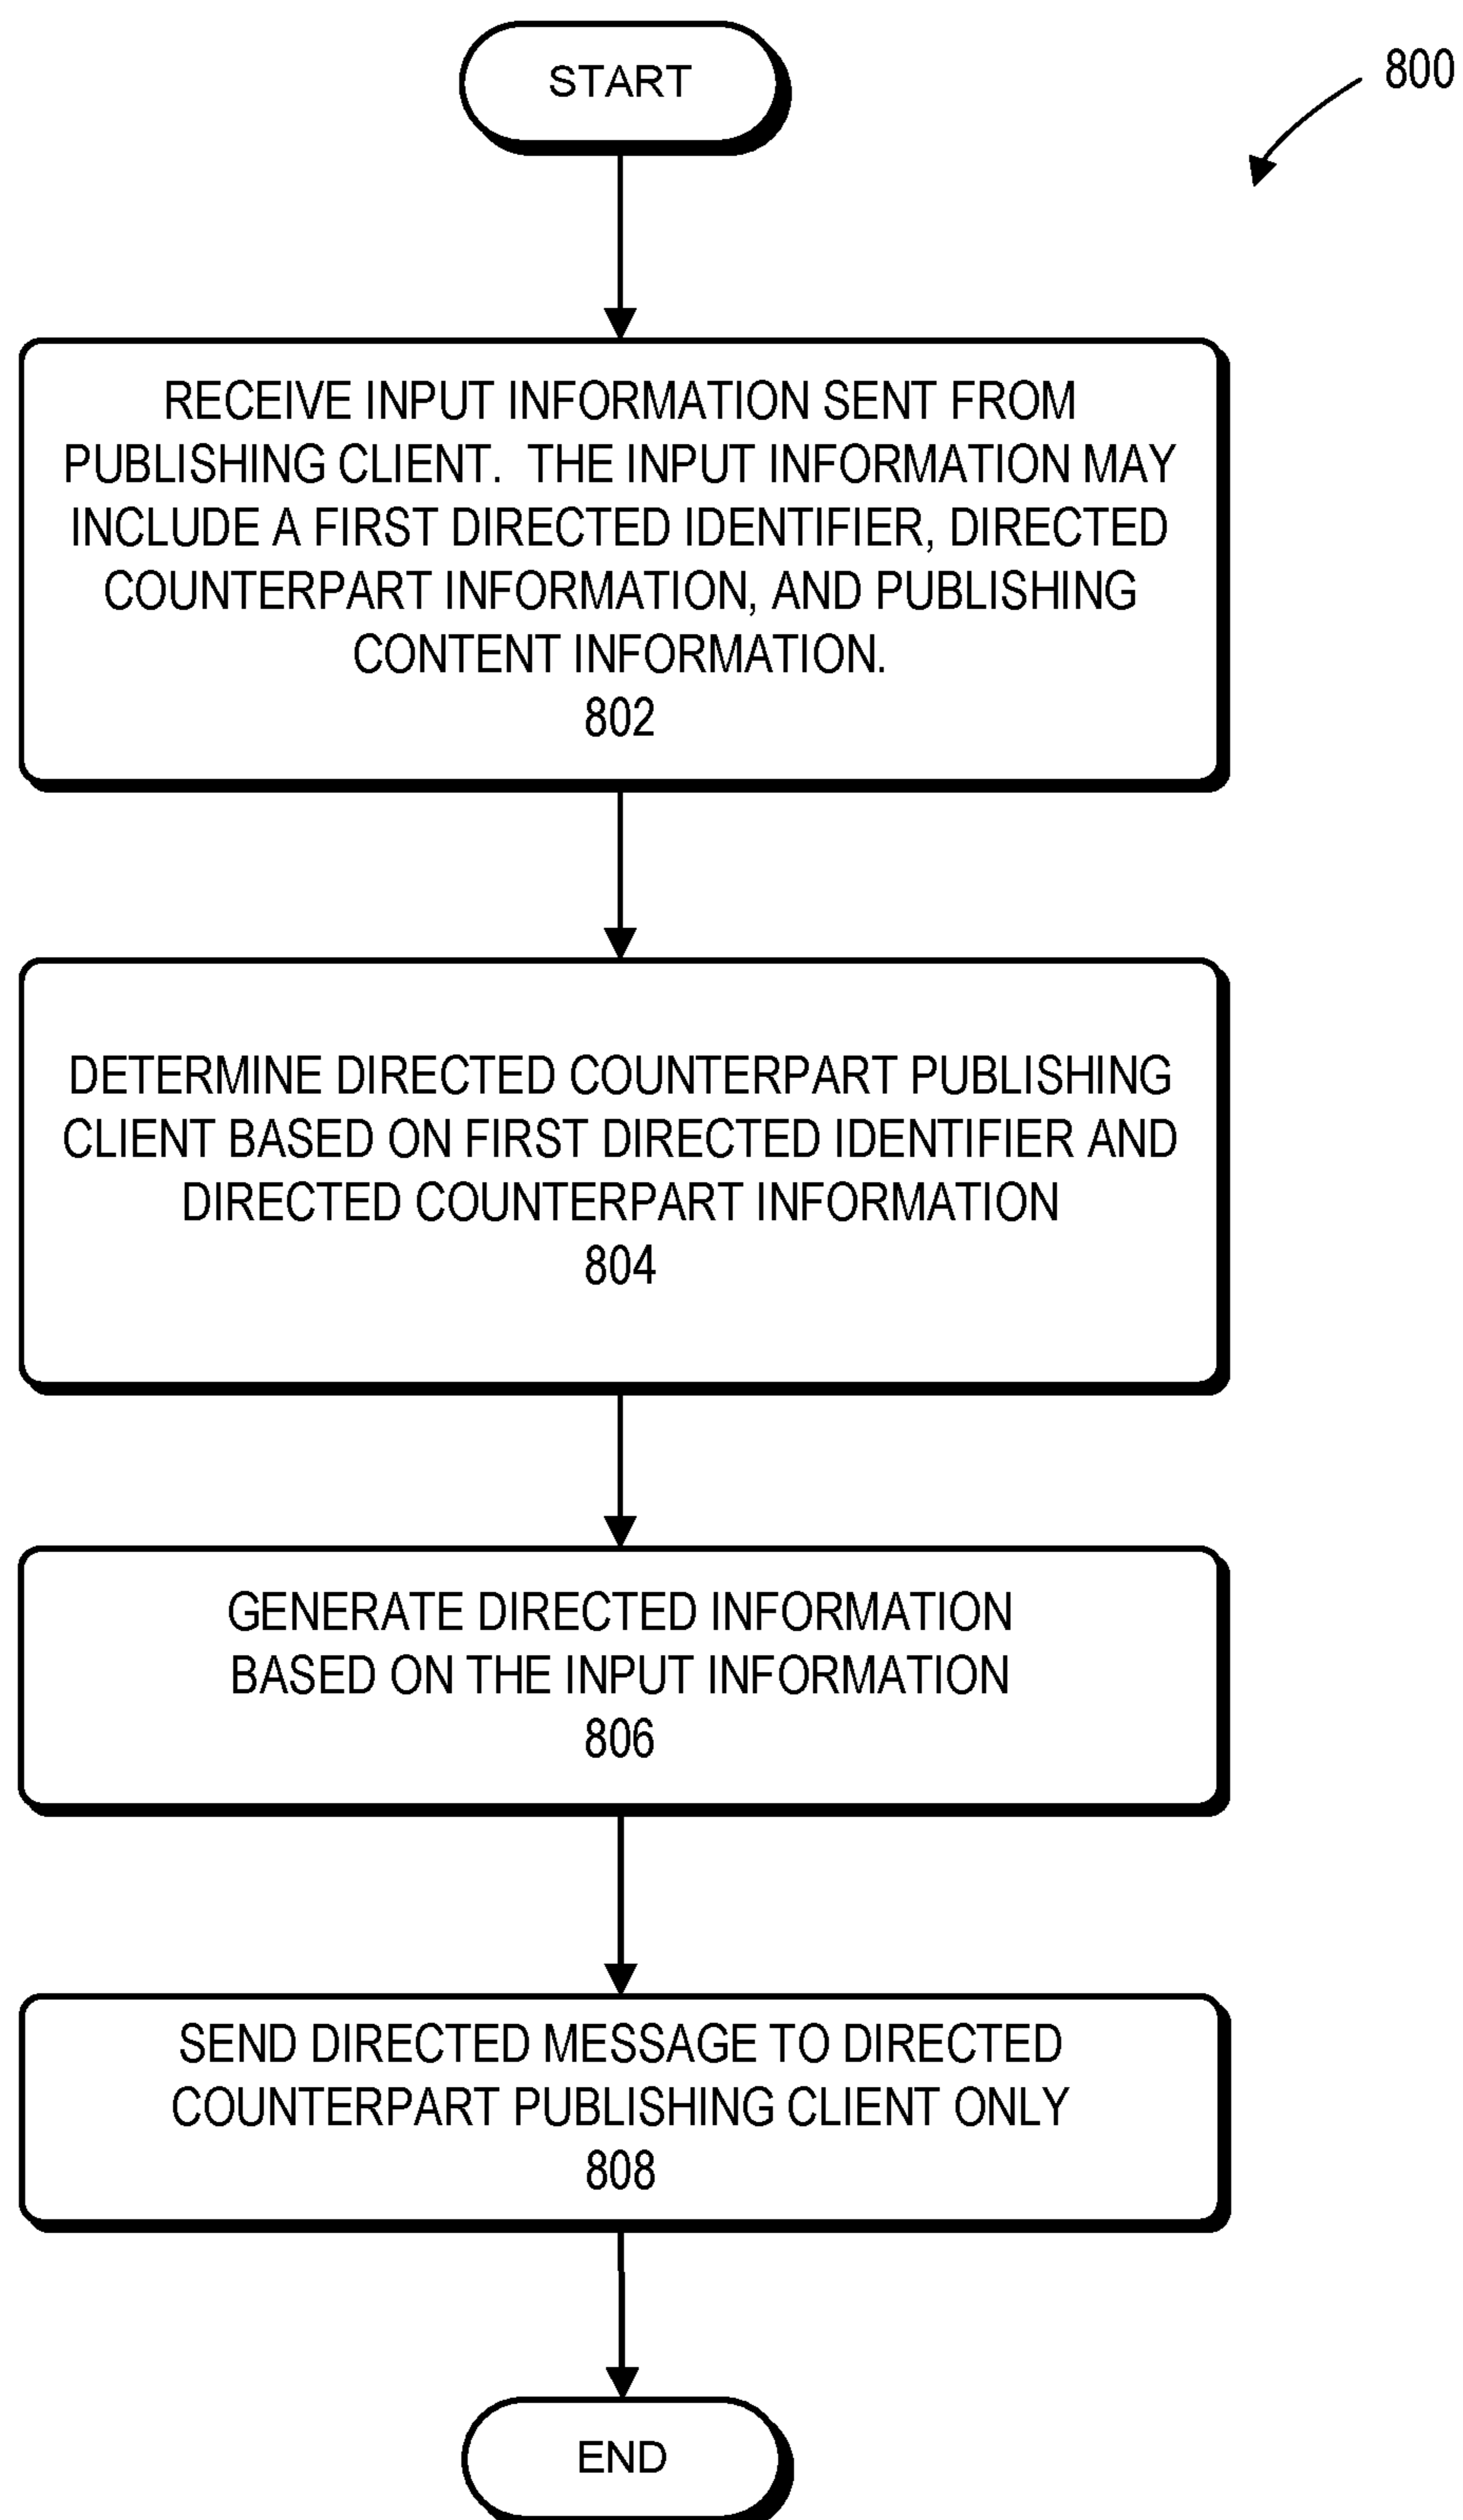 START
800
RECEIVE INPUT INFORMATION SENT FROM
PUBLISHING CLIENT.  THE INPUT INFORMATION MAY
INCLUDE A FIRST DIRECTED IDENTIFIER, DIRECTED
COUNTERPART INFORMATION, AND PUBLISHING
CONTENT INFORMATION.
802
DETERMINE DIRECTED COUNTERPART PUBLISHING
CLIENT BASED ON FIRST DIRECTED IDENTIFIER AND
DIRECTED COUNTERPART INFORMATION
804
GENERATE DIRECTED INFORMATION
BASED ON THE INPUT INFORMATION
806
SEND DIRECTED MESSAGE TO DIRECTED
COUNTERPART PUBLISHING CLIENT ONLY
808
END